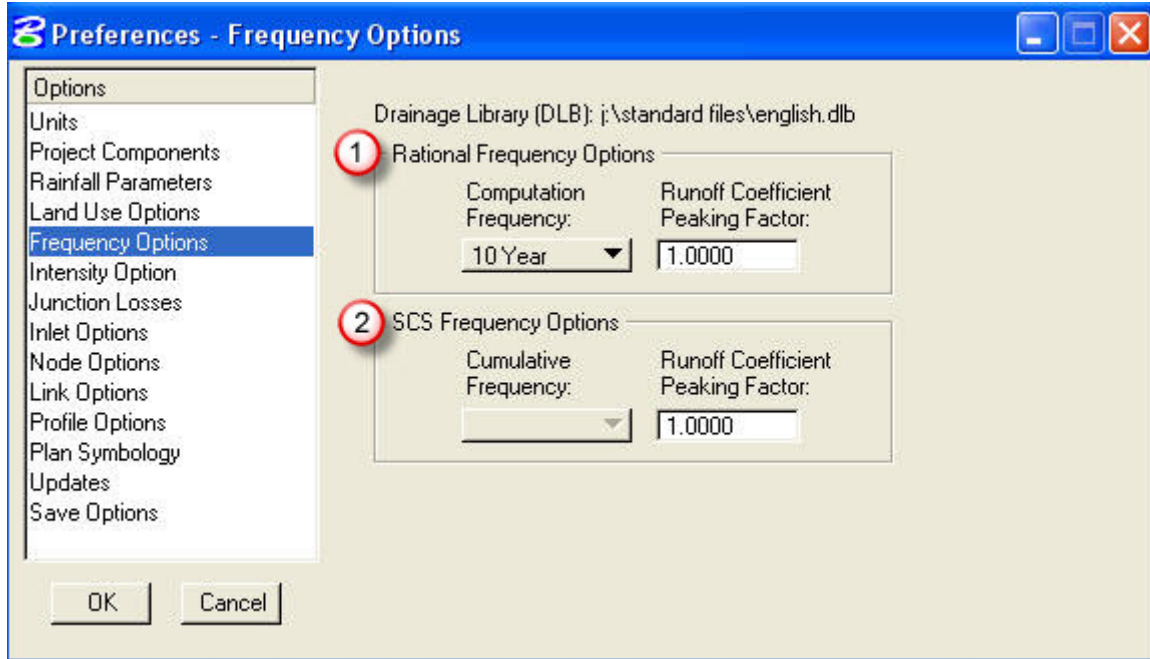 Preferences - Frequency Options
Options
Units
Project Components
Rainfall Parameters
Land Use Options
Frequency Options
Intensity Option
Junction Losses
Inlet Options
Node Options
Link Options
Profile Options
Plan Symbology
Updates
Save Options
OK Cancel
Drainage Library (DLB): j:\standard files\english.dlb
1 Rational Frequency Options
Computation Frequency:
10 Year
Runoff Coefficient Peaking Factor:
1.0000
2 SCS Frequency Options
Cumulative Frequency:
Runoff Coefficient Peaking Factor:
1.0000